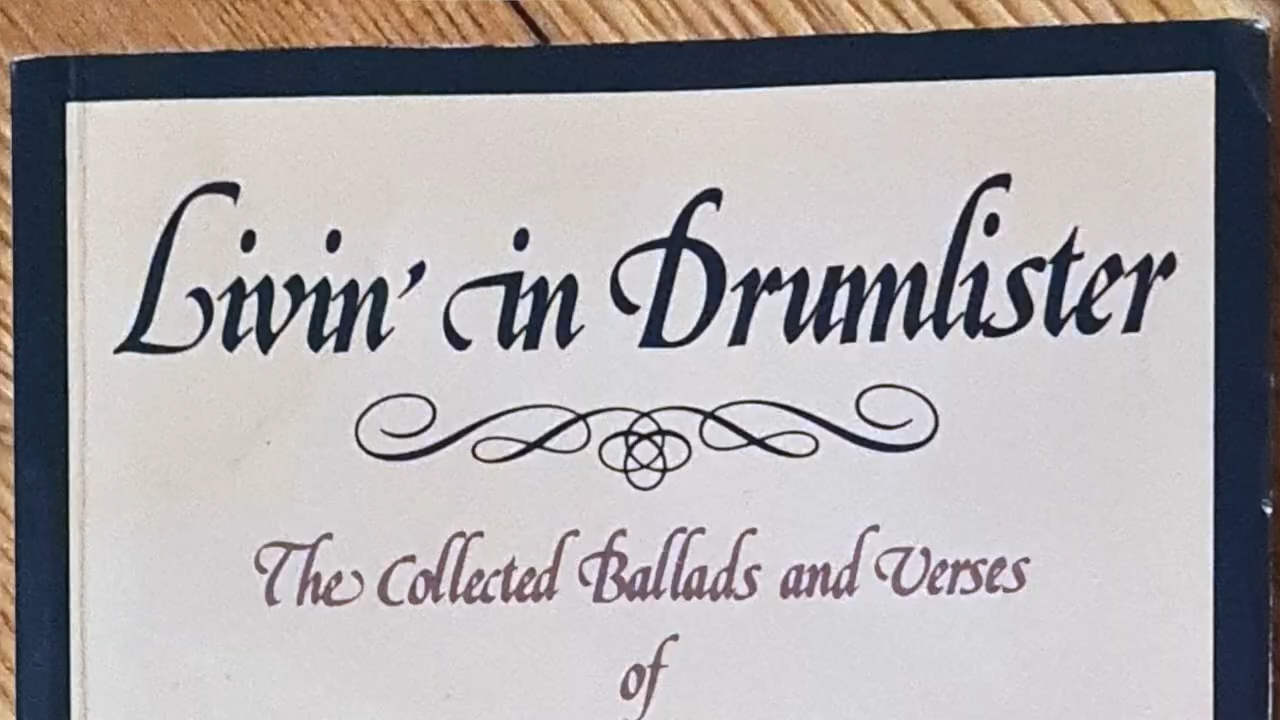 Livin' in Drumlister
The Collected Ballads and Verses
of